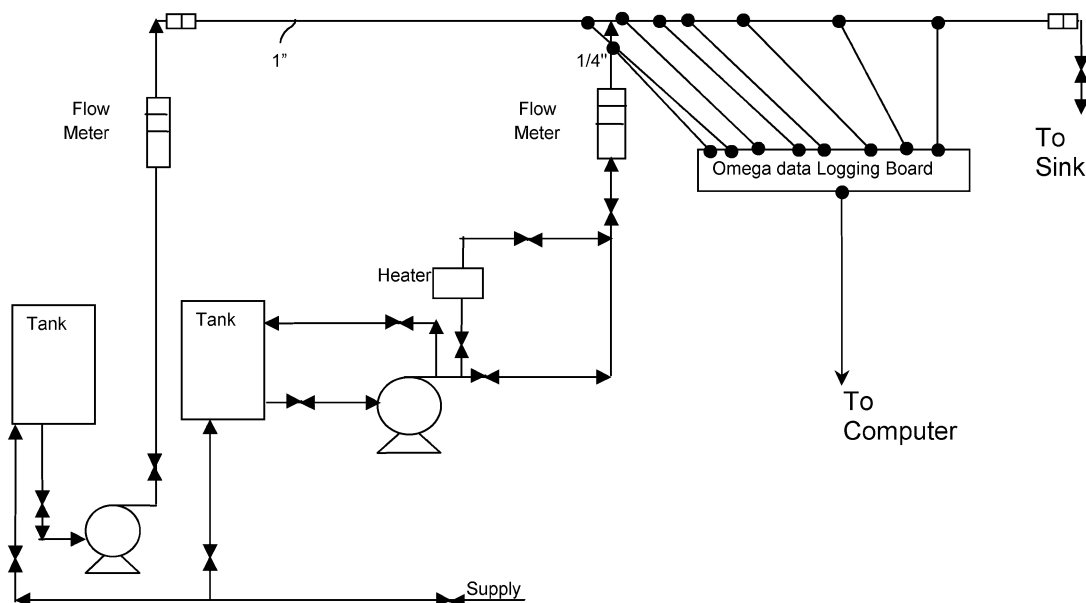 1”
1/4"
Flow
Meter
Flow
Meter
To
Sink
Omega data Logging Board
Heater
Tank
Tank
To
Computer
Supply